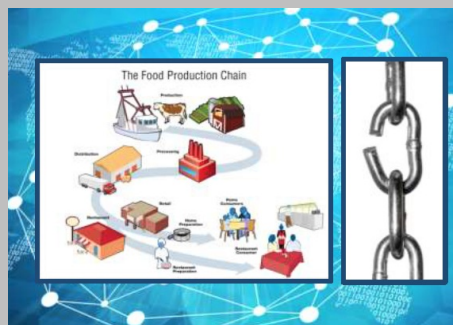 The Food Production Chain
Production
Processing
Distribution
Retail
Restaurant
Home
Preparation
Home
Consumers
Restaurant
Preparation
Restaurant
Consumer